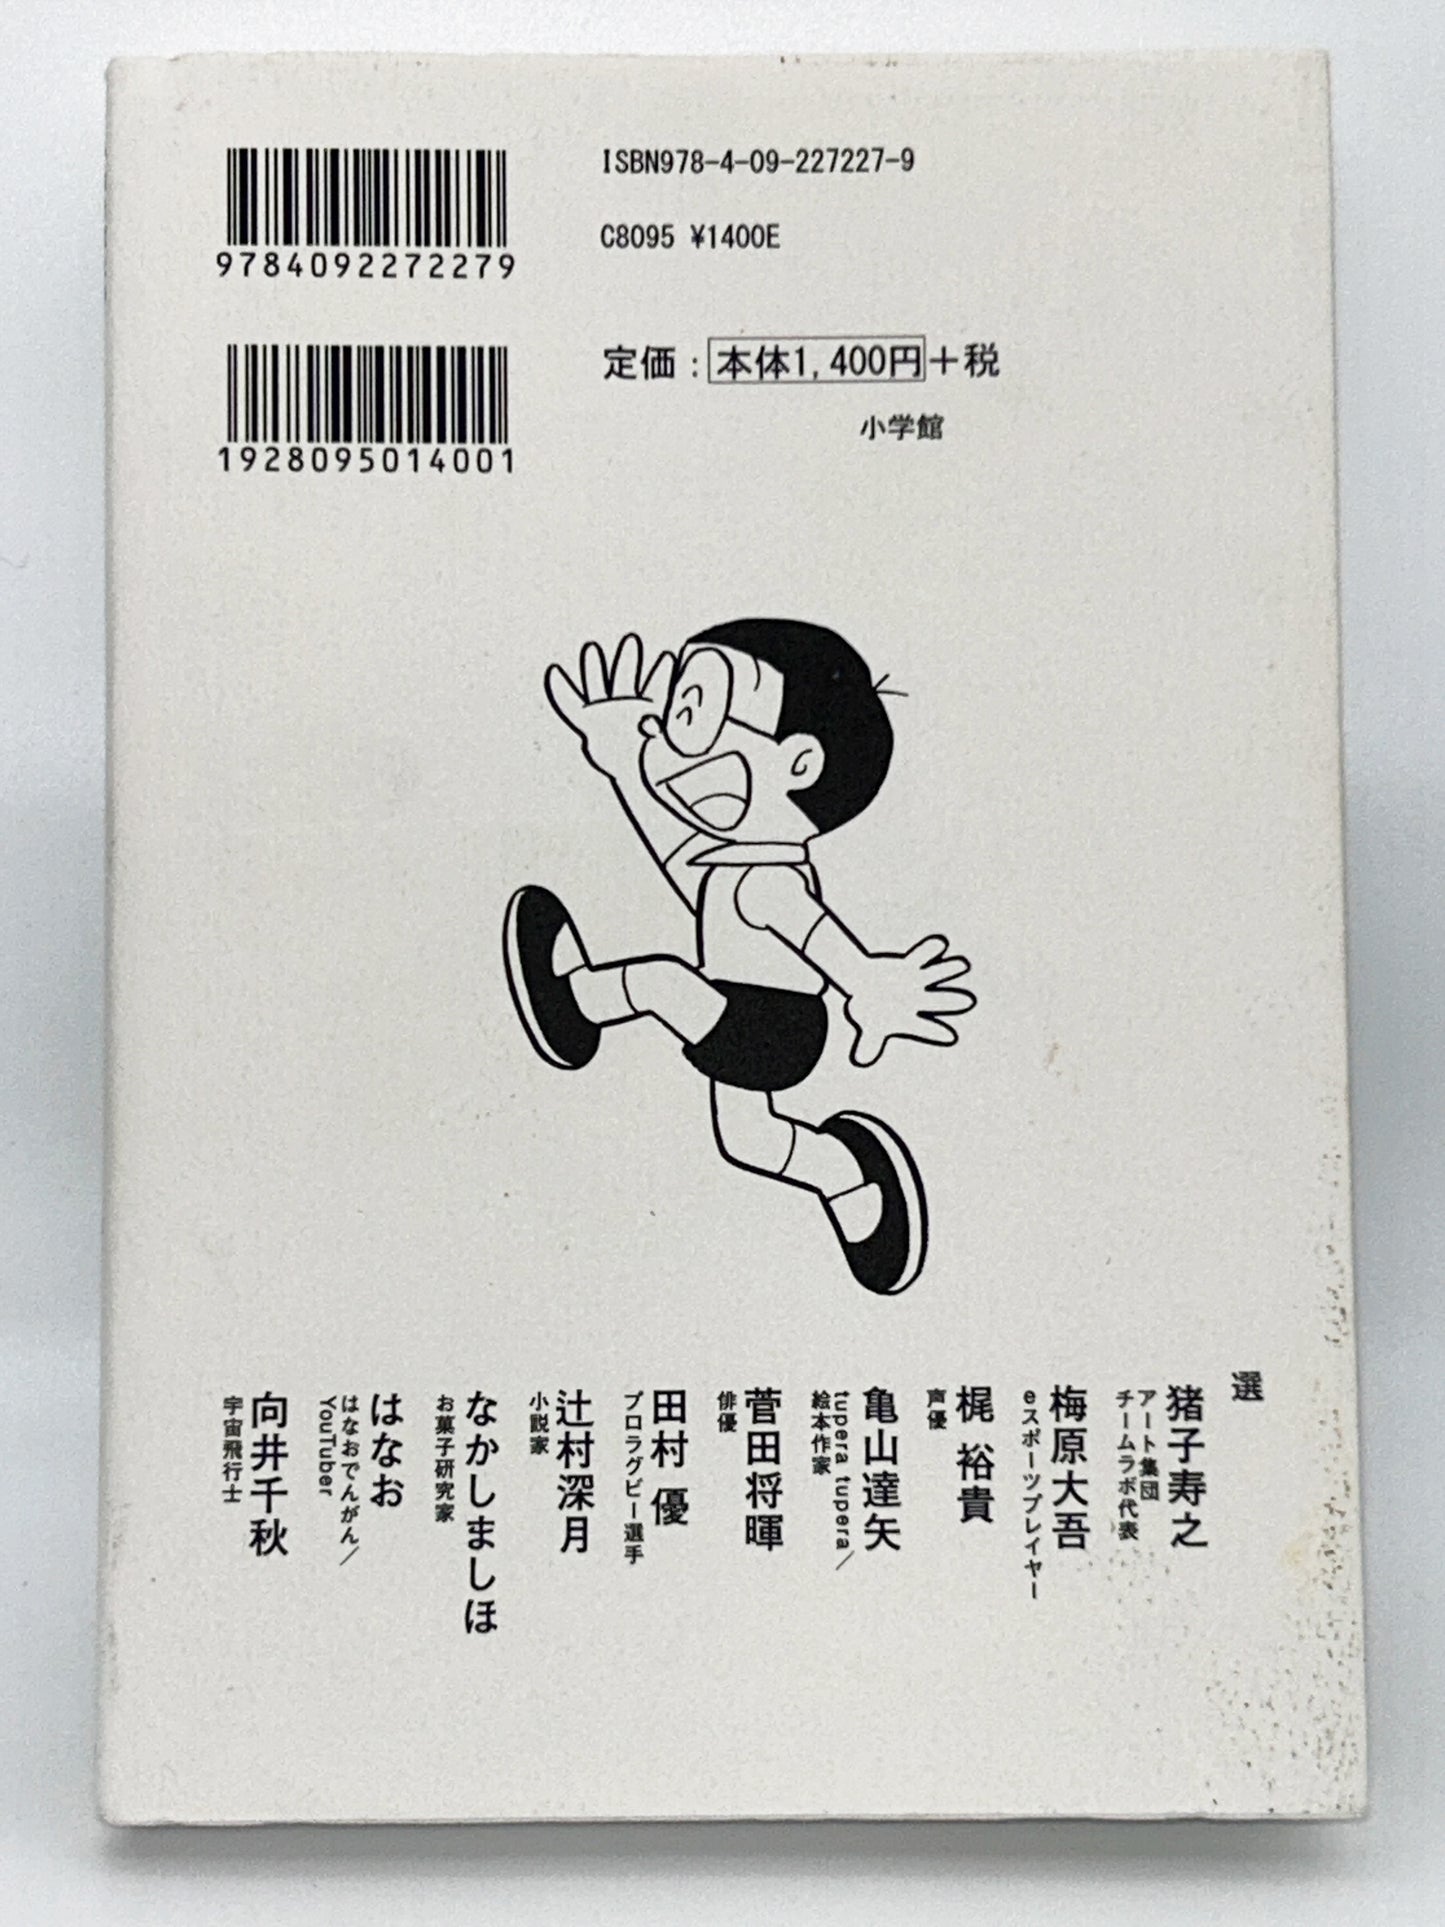 ISBN978-4-09-227227-9
9784092272279
C8095 ¥1400E
定価：本体1,400円＋税
小学館
1928095014001
選
猪子寿之
アート集団
チームラボ代表
梅原大吾
eスポーツプレイヤー
梶 裕貴
声優
亀山達矢
tupera tupera／
絵本作家
菅田将暉
俳優
田村 優
プロラグビー選手
辻村深月
小説家
なかしましほ
お菓子研究家
はなお
はなおでんがん／
YouTuber
向井千秋
宇宙飛行士